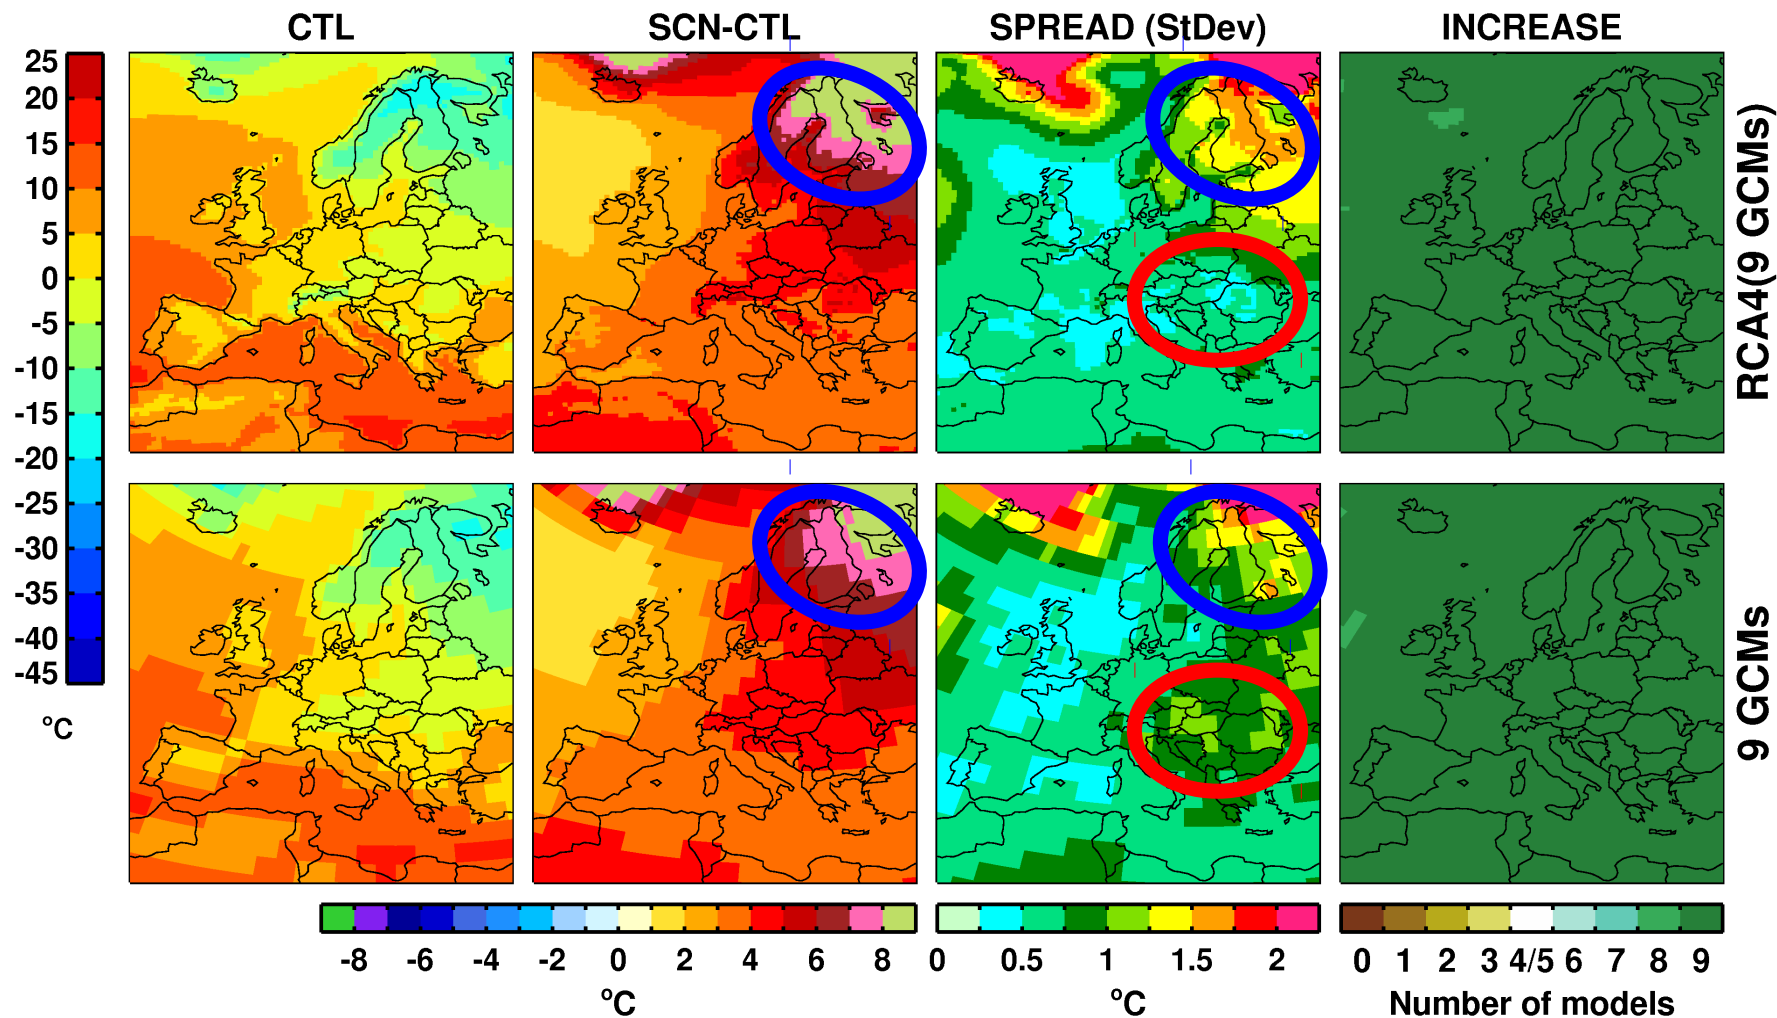 CTL SCN-CTL SPREAD (StDev) INCREASE
25
20
15
10
5
0
-5
-10
-15
-20
-25
-30
-35
-40
-45
°C
RCA4(9 GCMs)
9 GCMs
-8 -6 -4 -2 0 2 4 6 8
°C
0 0.5 1 1.5 2
°C
0 1 2 3 4/5 6 7 8 9
Number of models